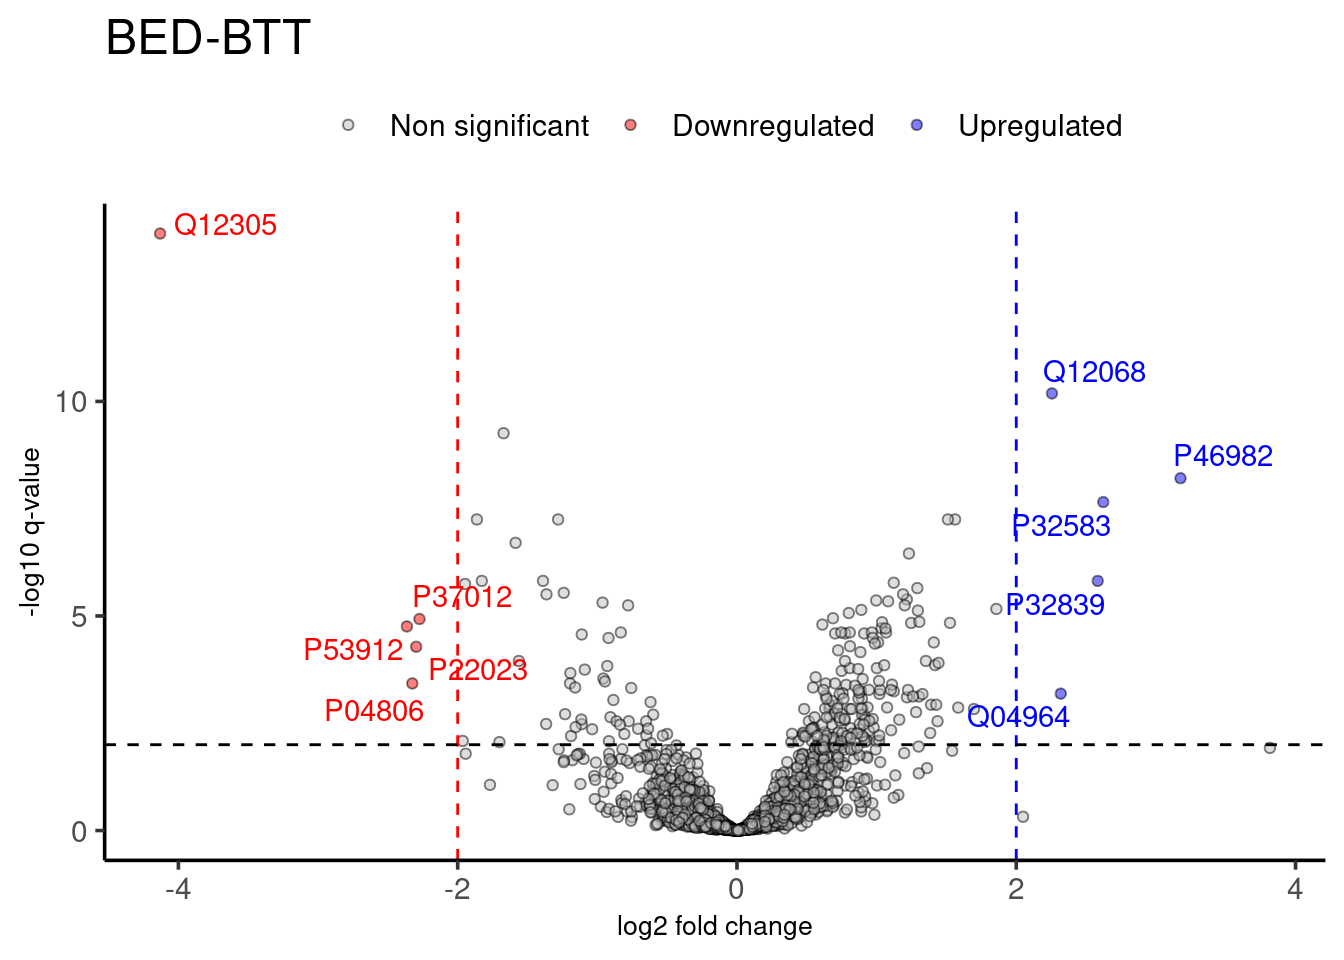 BED-BTT
Non significant Downregulated Upregulated
Q12305
Q12068
P46982
P32583
P37012
P32839
P53912
P22023
P04806
Q04964
-log10 q-value
10
5
0
-4 -2 0 2 4
log2 fold change